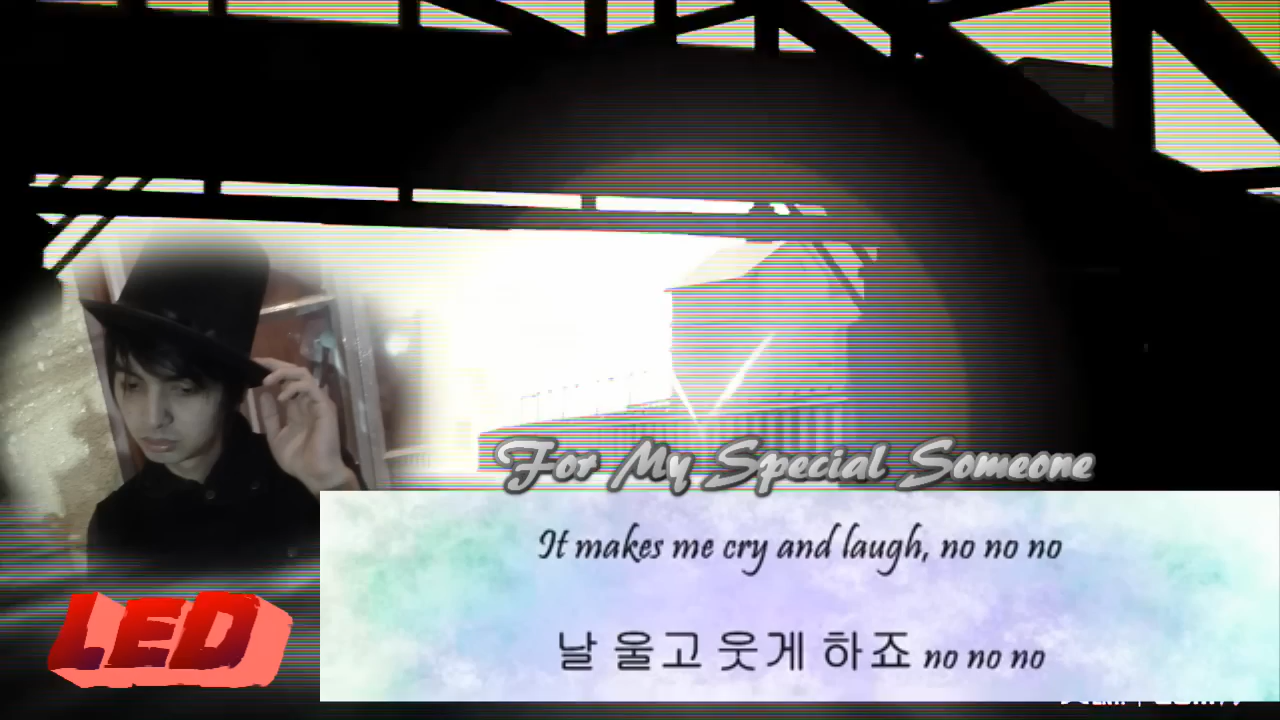 For My Special Someone
It makes me cry and laugh, no no no
날 울고 웃게 하죠 no no no
LED